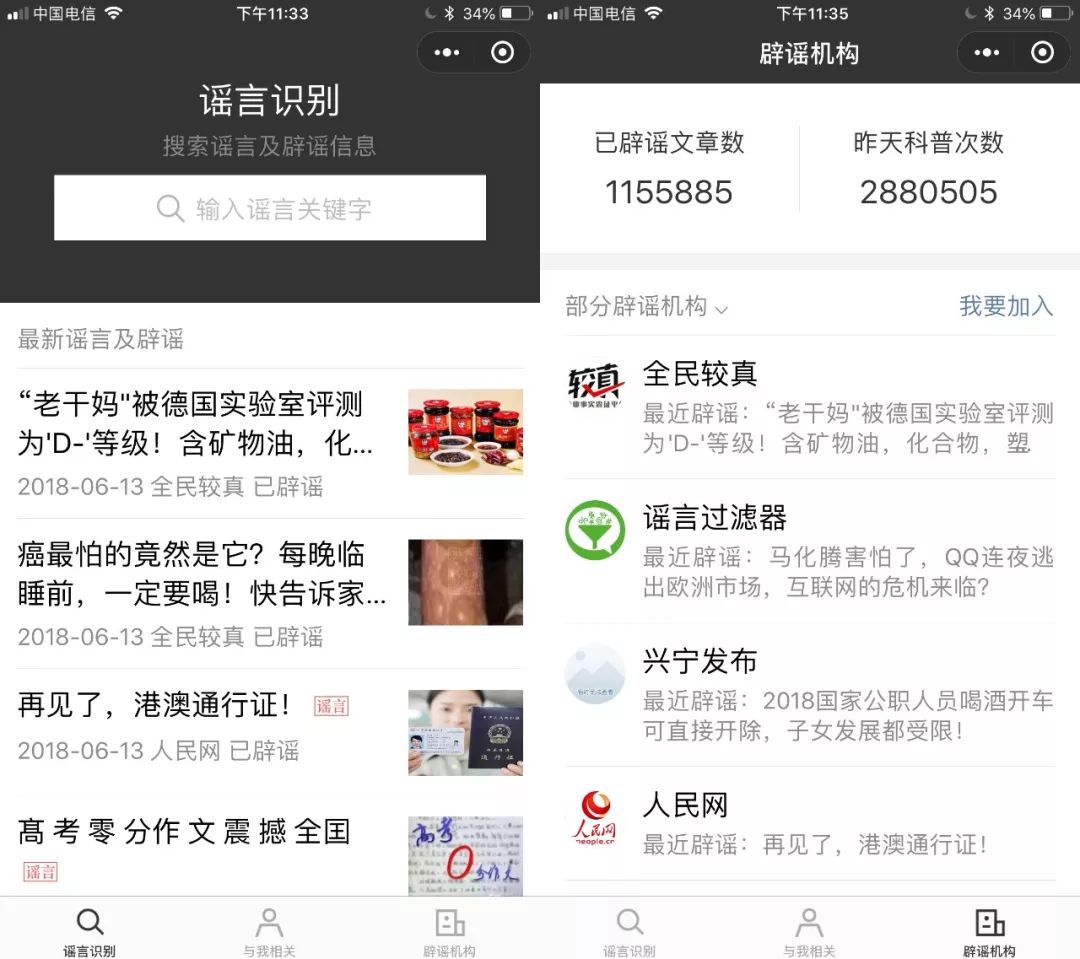 中国电信
下午11:33
34%
谣言识别
搜索谣言及辟谣信息
输入谣言关键字
最新谣言及辟谣
“老干妈"被德国实验室评测
为'D-'等级！含矿物油，化...
2018-06-13 全民较真 已辟谣
癌最怕的竟然是它？每晚临
睡前，一定要喝！快告诉家...
2018-06-13 全民较真 已辟谣
再见了，港澳通行证！ 谣言
2018-06-13 人民网 已辟谣
髙 考 零 分作 文 震 撼 全国
谣言
高考
0
分作文
谣言识别
与我相关
辟谣机构
中国电信
下午11:35
34%
辟谣机构
已辟谣文章数
1155885
昨天科普次数
2880505
部分辟谣机构
我要加入
较真
全民较真
最近辟谣：“老干妈"被德国实验室评测
为'D-'等级！含矿物油，化合物，塑
谣言过滤器
最近辟谣：马化腾害怕了，QQ连夜逃
出欧洲市场，互联网的危机来临？
兴宁发布
最近辟谣：2018国家公职人员喝酒开车
可直接开除，子女发展都受限！
人民网
people.cn
人民网
最近辟谣：再见了，港澳通行证！
谣言识别
与我相关
辟谣机构